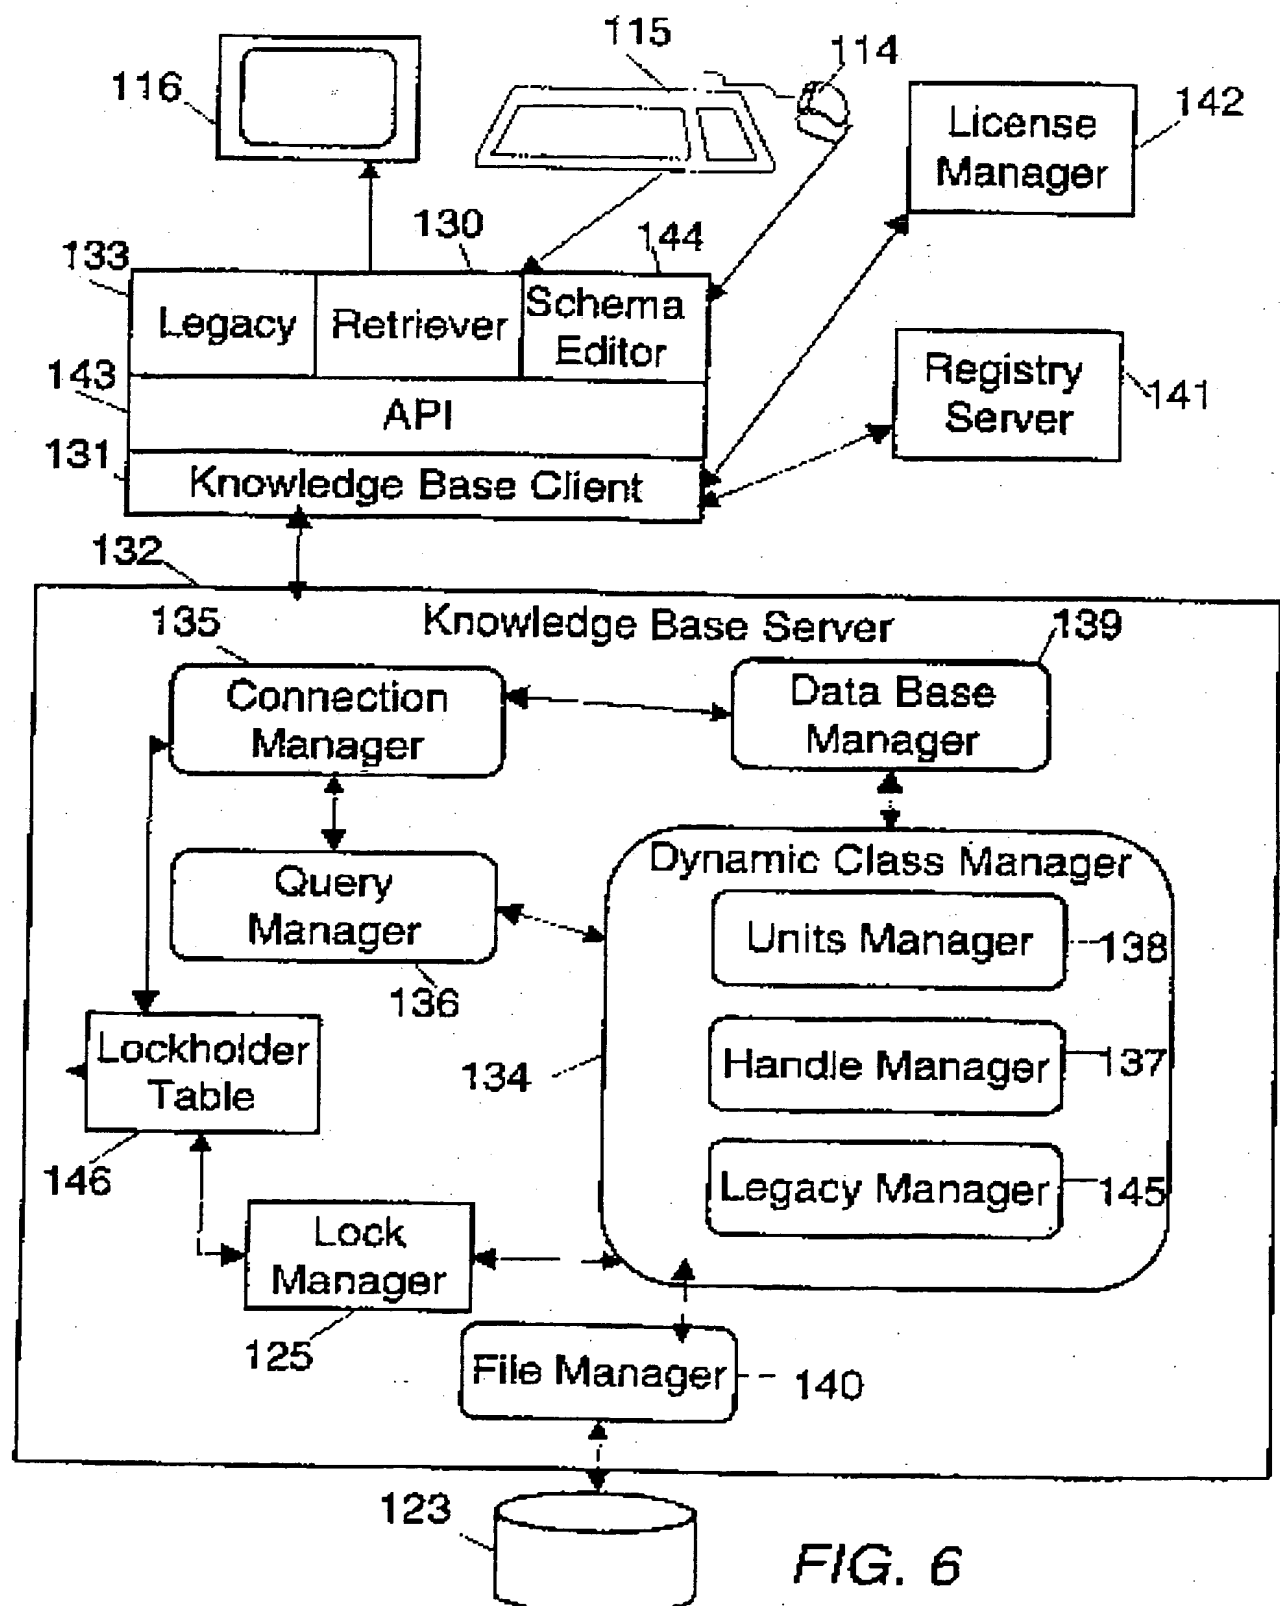 115
114
116
142
License
Manager
130
144
133
Legacy
Retriever
Schema
Editor
143
API
Registry
Server
141
131
Knowledge Base Client
132
Knowledge Base Server
135
139
Connection
Manager
Data Base
Manager
Dynamic Class Manager
Query
Manager
Units Manager
138
136
Lockholder
Table
134
Handle Manager
137
146
Legacy Manager
145
Lock
Manager
125
File Manager
140
123
FIG. 6